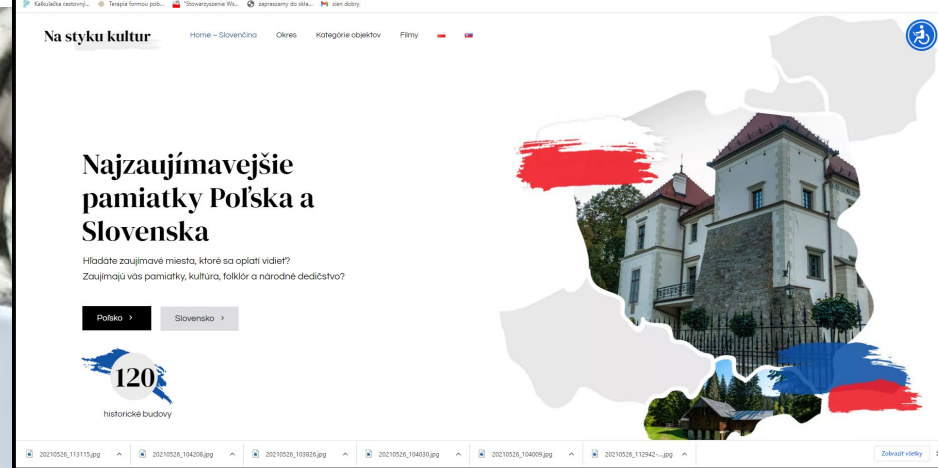 Kalkulačka cestovný...
Terapia formou pob...
"Stowarzyszenie Ws...
zapraszamy do skła...
zien dobry,
Na styku kultur
Home – Slovenčina
Okres
Kategórie objektov
Filmy
Najzaujímavejšie
pamiatky Poľska a
Slovenska
Hľadáte zaujímavé miesta, ktoré sa oplatí vidieť?
Zaujímajú vás pamiatky, kultúra, folklór a národné dedičstvo?
Poľsko >
Slovensko >
120
historické budovy
20210526_113115.jpg
20210526_104208.jpg
20210526_103826.jpg
20210526_104030.jpg
20210526_104009.jpg
20210526_112942-...jpg
Zobraziť všetky